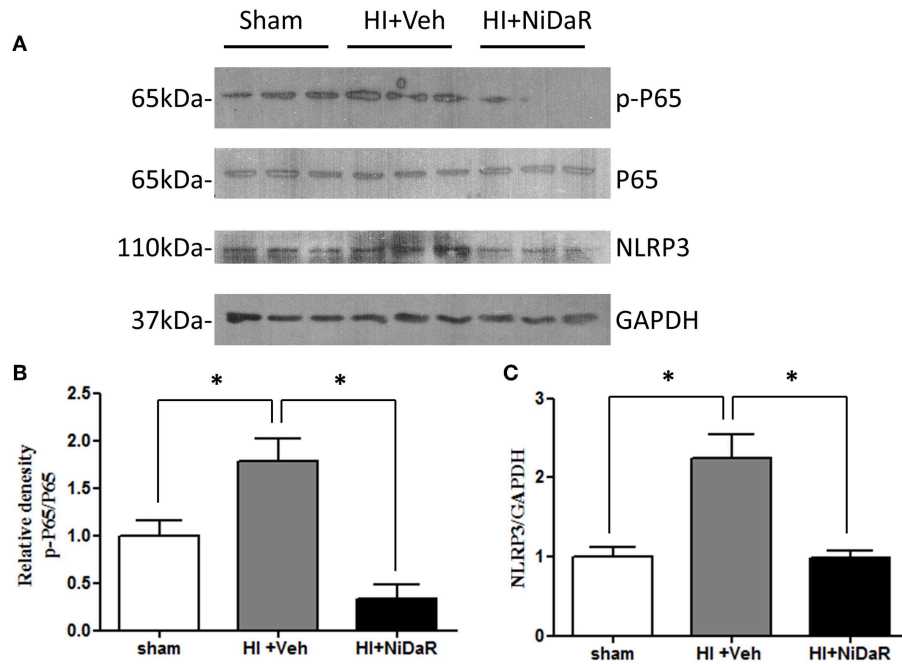 A
Sham HI+Veh HI+NiDaR
65kDa- p-P65
65kDa- P65
110kDa- NLRP3
37kDa- GAPDH
B
Relative denesity
p-P65/P65
2.5
2.0
1.5
1.0
0.5
0.0
* *
sham HI +Veh HI+NiDaR
C
NLRP3/GAPDH
3
2
1
0
* *
sham HI +Veh HI+NiDaR